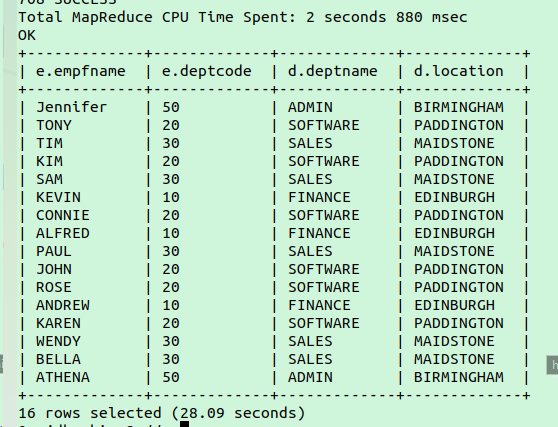 Total MapReduce CPU Time Spent: 2 seconds 880 msec
OK
+-------------+-------------+-------------+-------------+
| e.empfname | e.deptcode | d.deptname | d.location |
+-------------+-------------+-------------+-------------+
| Jennifer | 50 | ADMIN | BIRMINGHAM |
| TONY | 20 | SOFTWARE | PADDINGTON |
| TIM | 30 | SALES | MAIDSTONE |
| KIM | 20 | SOFTWARE | PADDINGTON |
| SAM | 30 | SALES | MAIDSTONE |
| KEVIN | 10 | FINANCE | EDINBURGH |
| CONNIE | 20 | SOFTWARE | PADDINGTON |
| ALFRED | 10 | FINANCE | EDINBURGH |
| PAUL | 30 | SALES | MAIDSTONE |
| JOHN | 20 | SOFTWARE | PADDINGTON |
| ROSE | 20 | SOFTWARE | PADDINGTON |
| ANDREW | 10 | FINANCE | EDINBURGH |
| KAREN | 20 | SOFTWARE | PADDINGTON |
| WENDY | 30 | SALES | MAIDSTONE |
| BELLA | 30 | SALES | MAIDSTONE |
| ATHENA | 50 | ADMIN | BIRMINGHAM |
+-------------+-------------+-------------+-------------+
16 rows selected (28.09 seconds)